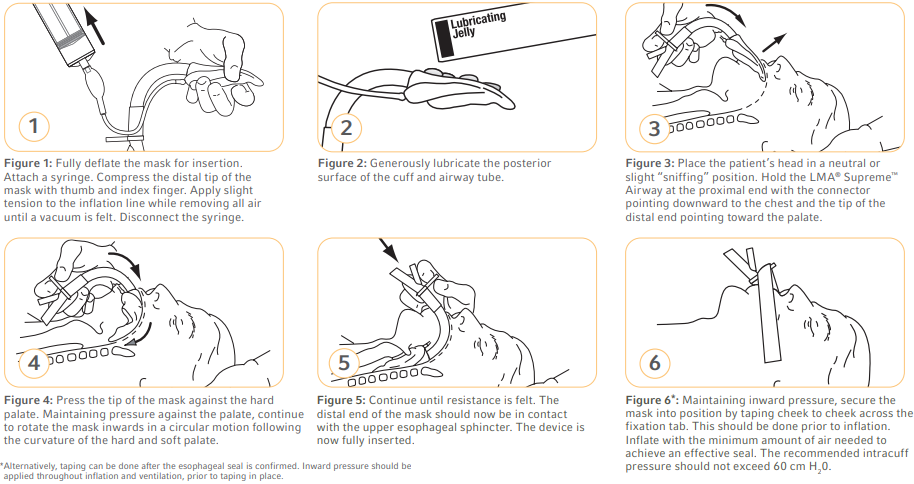 Lubricating
Jelly
1
2
3
Figure 1: Fully deflate the mask for insertion.
Attach a syringe. Compress the distal tip of the
mask with thumb and index finger. Apply slight
tension to the inflation line while removing all air
until a vacuum is felt. Disconnect the syringe.
Figure 2: Generously lubricate the posterior
surface of the cuff and airway tube.
Figure 3: Place the patient's head in a neutral or
slight “sniffing” position. Hold the LMA® Supreme™
Airway at the proximal end with the connector
pointing downward to the chest and the tip of the
distal end pointing toward the palate.
4
5
6
Figure 4: Press the tip of the mask against the hard
palate. Maintaining pressure against the palate, continue
to rotate the mask inwards in a circular motion following
the curvature of the hard and soft palate.
Figure 5: Continue until resistance is felt. The
distal end of the mask should now be in contact
with the upper esophageal sphincter. The device is
now fully inserted.
Figure 6*: Maintaining inward pressure, secure the
mask into position by taping cheek to cheek across the
fixation tab. This should be done prior to inflation.
Inflate with the minimum amount of air needed to
achieve an effective seal. The recommended intracuff
pressure should not exceed 60 cm H₂0.
*Alternatively, taping can be done after the esophageal seal is confirmed. Inward pressure should be
applied throughout inflation and ventilation, prior to taping in place.